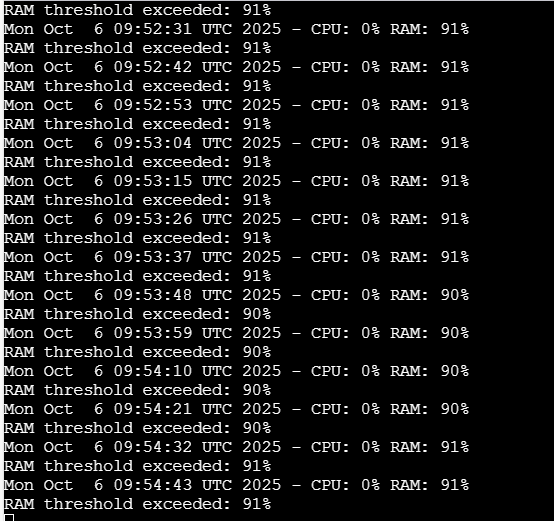 RAM threshold exceeded: 91%
Mon Oct  6 09:52:31 UTC 2025 - CPU: 0% RAM: 91%
RAM threshold exceeded: 91%
Mon Oct  6 09:52:42 UTC 2025 - CPU: 0% RAM: 91%
RAM threshold exceeded: 91%
Mon Oct  6 09:52:53 UTC 2025 - CPU: 0% RAM: 91%
RAM threshold exceeded: 91%
Mon Oct  6 09:53:04 UTC 2025 - CPU: 0% RAM: 91%
RAM threshold exceeded: 91%
Mon Oct  6 09:53:15 UTC 2025 - CPU: 0% RAM: 91%
RAM threshold exceeded: 91%
Mon Oct  6 09:53:26 UTC 2025 - CPU: 0% RAM: 91%
RAM threshold exceeded: 91%
Mon Oct  6 09:53:37 UTC 2025 - CPU: 0% RAM: 91%
RAM threshold exceeded: 91%
Mon Oct  6 09:53:48 UTC 2025 - CPU: 0% RAM: 90%
RAM threshold exceeded: 90%
Mon Oct  6 09:53:59 UTC 2025 - CPU: 0% RAM: 90%
RAM threshold exceeded: 90%
Mon Oct  6 09:54:10 UTC 2025 - CPU: 0% RAM: 90%
RAM threshold exceeded: 90%
Mon Oct  6 09:54:21 UTC 2025 - CPU: 0% RAM: 90%
RAM threshold exceeded: 90%
Mon Oct  6 09:54:32 UTC 2025 - CPU: 0% RAM: 91%
RAM threshold exceeded: 91%
Mon Oct  6 09:54:43 UTC 2025 - CPU: 0% RAM: 91%
RAM threshold exceeded: 91%